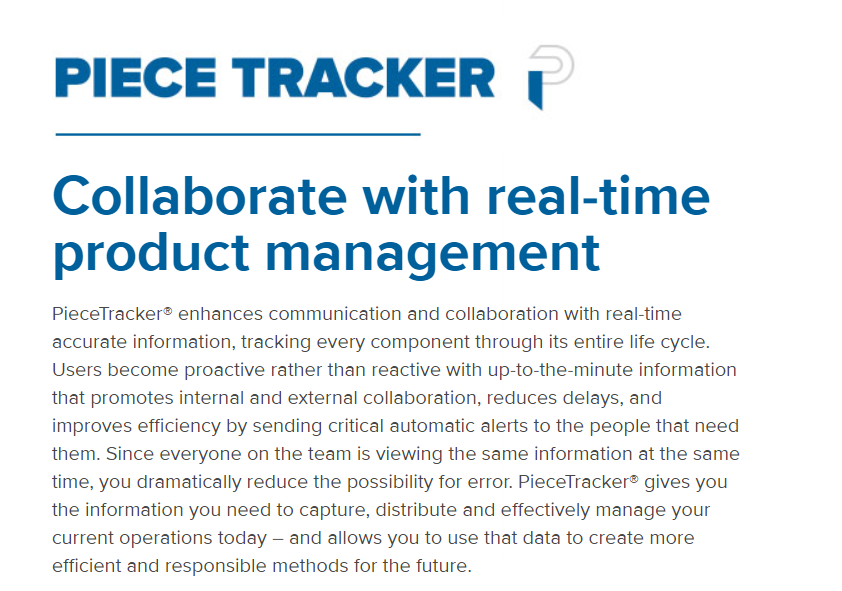 PIECE TRACKER
Collaborate with real-time
product management
PieceTracker® enhances communication and collaboration with real-time
accurate information, tracking every component through its entire life cycle.
Users become proactive rather than reactive with up-to-the-minute information
that promotes internal and external collaboration, reduces delays, and
improves efficiency by sending critical automatic alerts to the people that need
them. Since everyone on the team is viewing the same information at the same
time, you dramatically reduce the possibility for error. PieceTracker® gives you
the information you need to capture, distribute and effectively manage your
current operations today – and allows you to use that data to create more
efficient and responsible methods for the future.